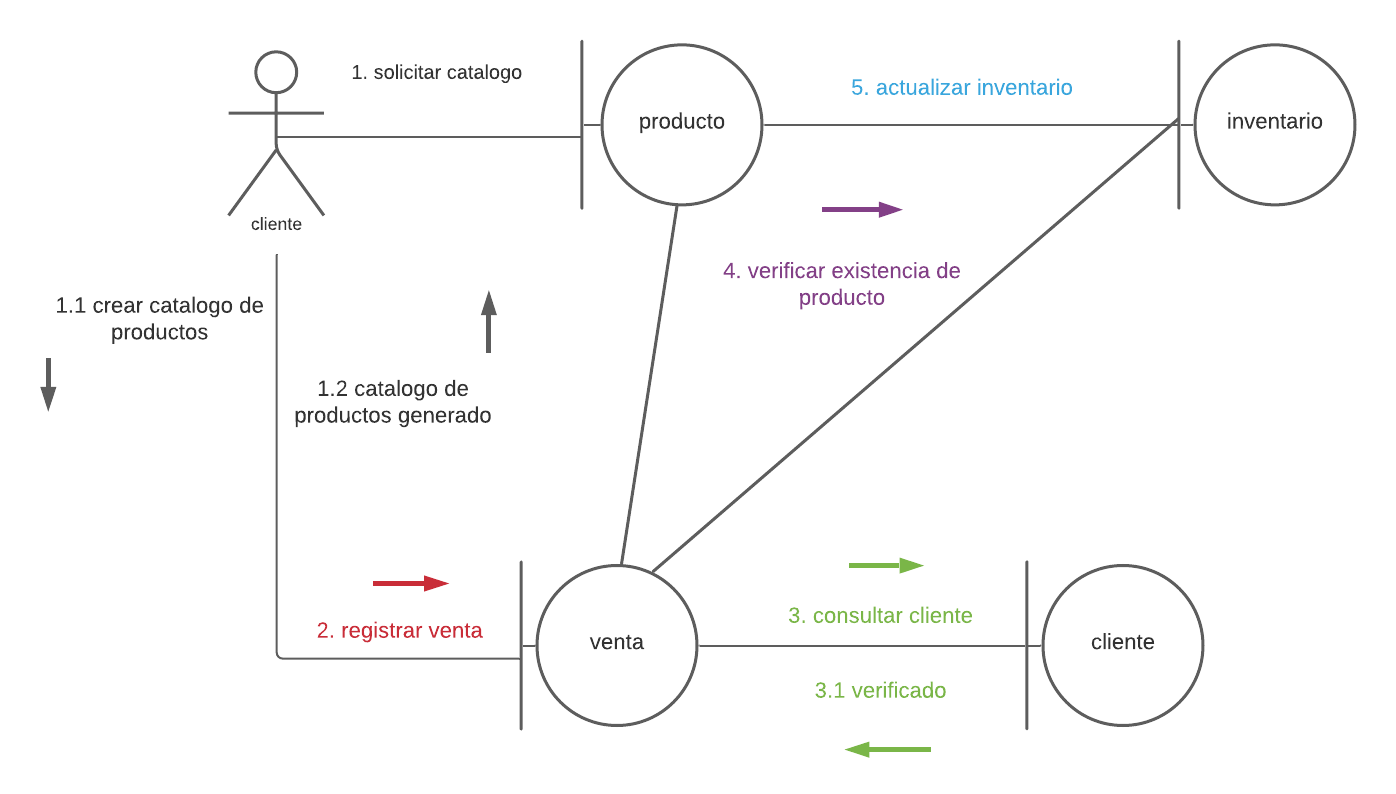 1. solicitar catalogo
5. actualizar inventario
producto
inventario
cliente
1.1 crear catalogo de
productos
4. verificar existencia de
producto
1.2 catalogo de
productos generado
2. registrar venta
3. consultar cliente
venta
cliente
3.1 verificado